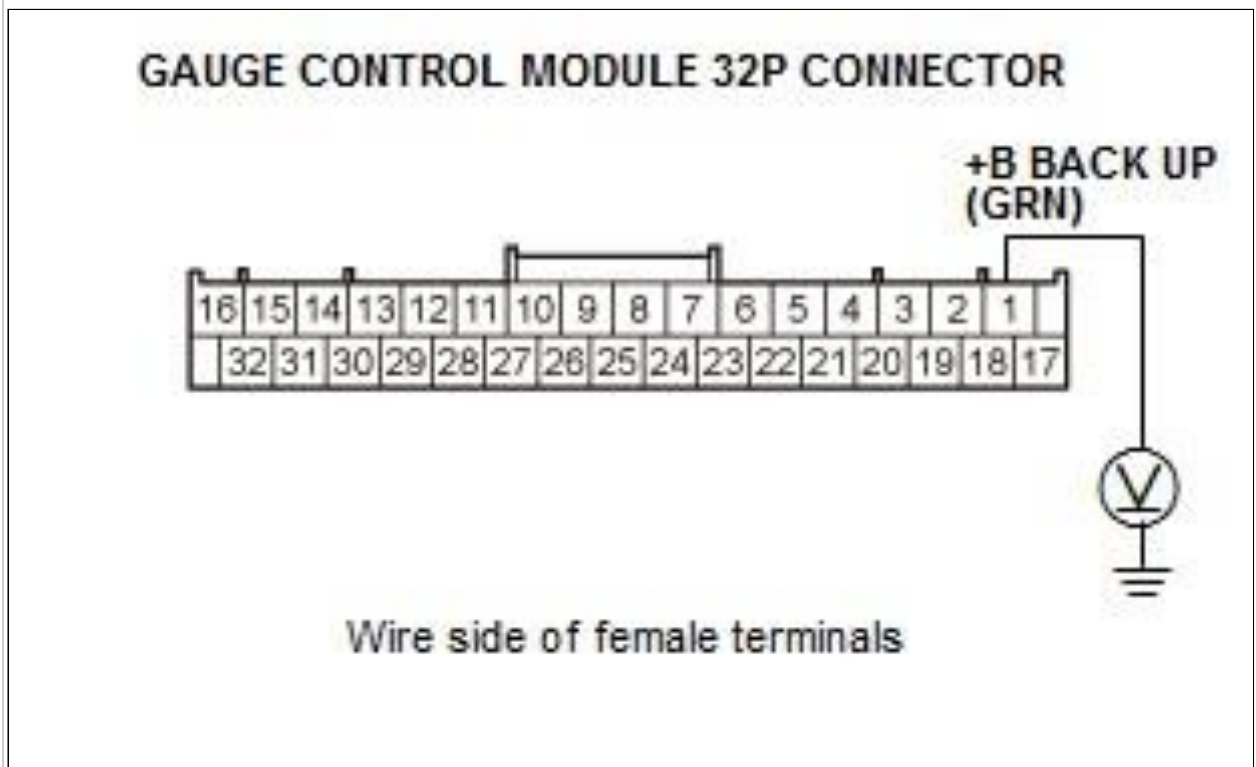 GAUGE CONTROL MODULE 32P CONNECTOR
+B BACK UP
(GRN)
16 15 14 13 12 11 10 9 8 7 6 5 4 3 2 1
32 31 30 29 28 27 26 25 24 23 22 21 20 19 18 17
V
Wire side of female terminals